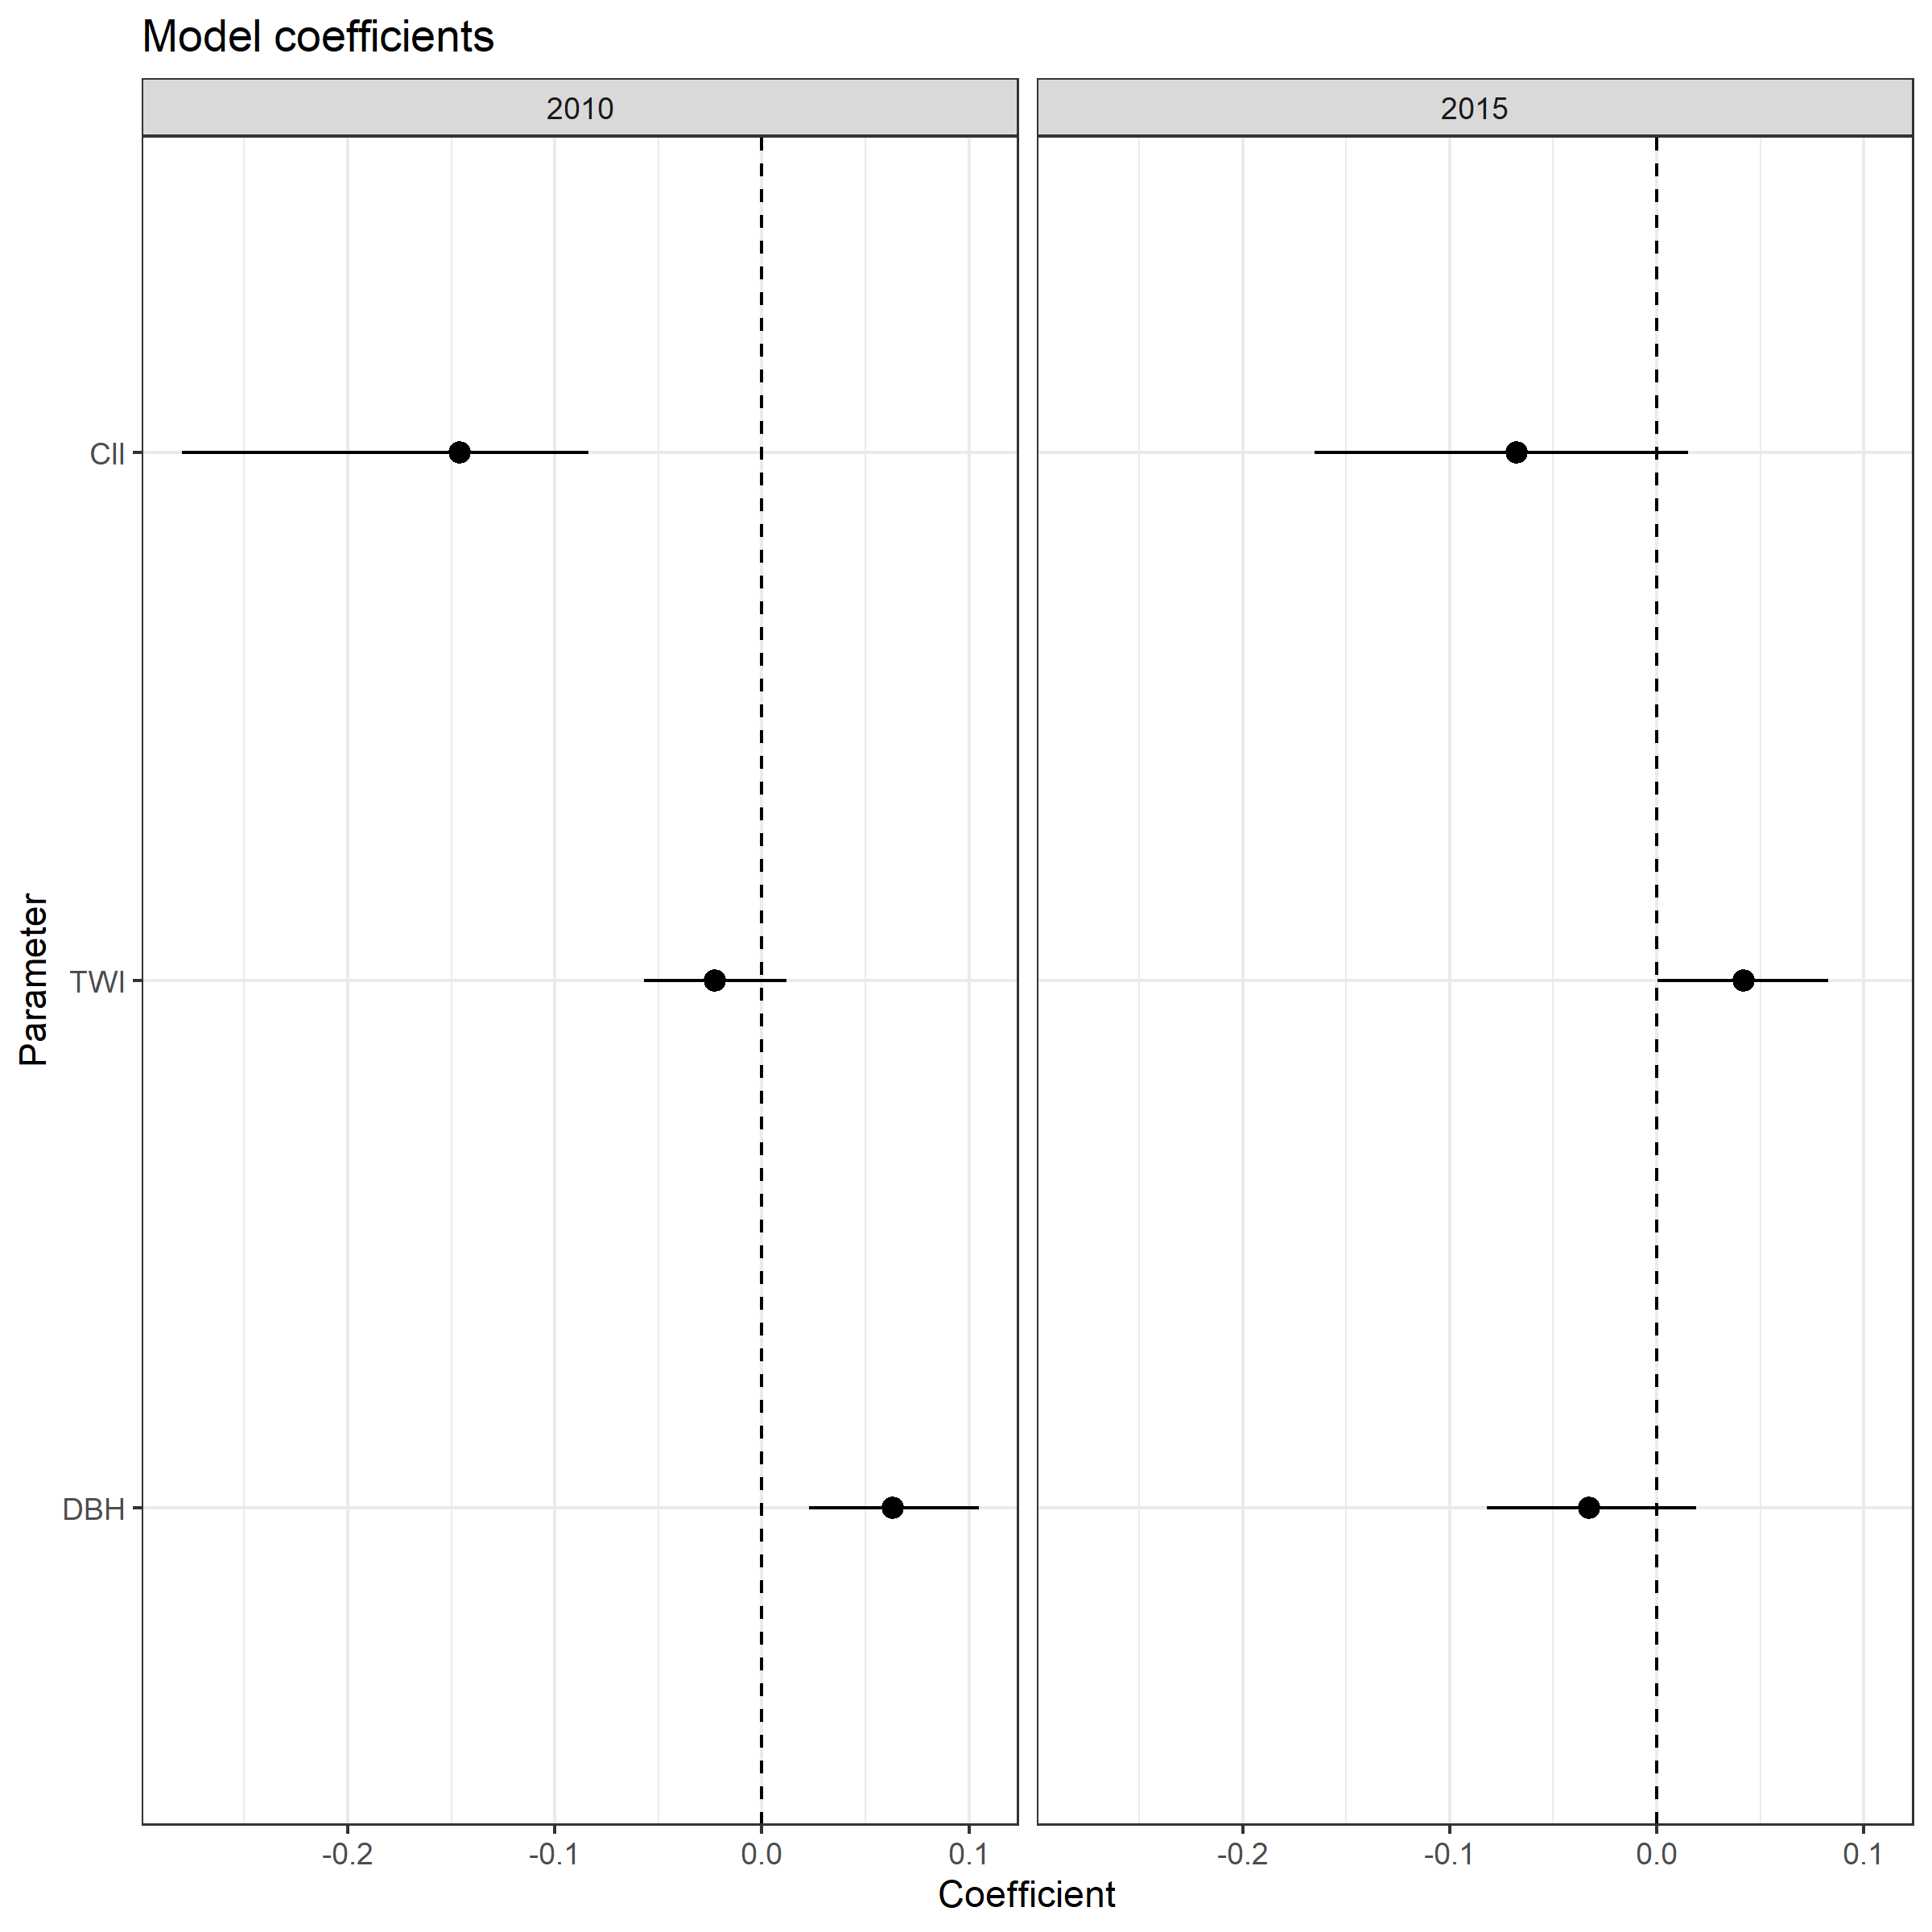 Model coefficients
2010
2015
CII
TWI
DBH
Parameter
-0.2 -0.1 0.0 0.1
-0.2 -0.1 0.0 0.1
Coefficient